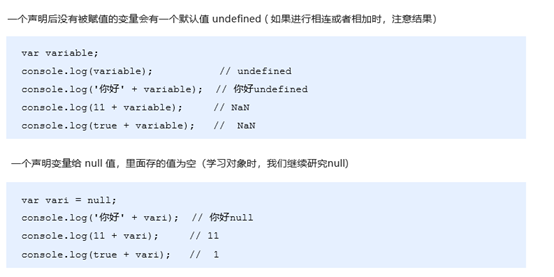 一个声明后没有被赋值的变量会有一个默认值 undefined ( 如果进行相连或者相加时，注意结果）
var variable;
console.log(variable);           // undefined
console.log('你好' + variable);  // 你好undefined
console.log(11 + variable);     // NaN
console.log(true + variable);   //  NaN
一个声明变量给 null 值，里面存的值为空（学习对象时，我们继续研究null)
var vari = null;
console.log('你好' + vari);  // 你好null
console.log(11 + vari);     // 11
console.log(true + vari);   //  1